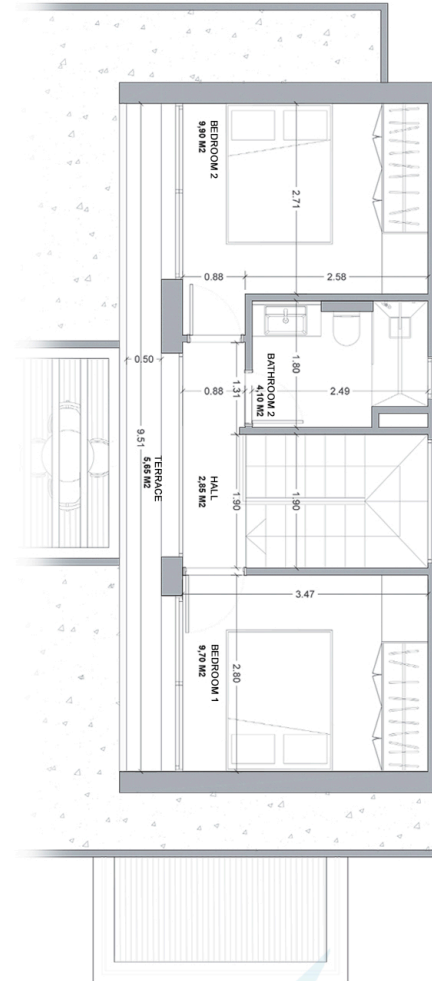 BEDROOM 2
9,90 M2
2.71
0.88
2.58
BATHROOM 2
4,10 M2
1.80
2.49
0.50
0.88
1.31
9.51
TERRACE
5,65 M2
HALL
2,85 M2
1.90
1.90
3.47
BEDROOM 1
9,70 M2
2.80